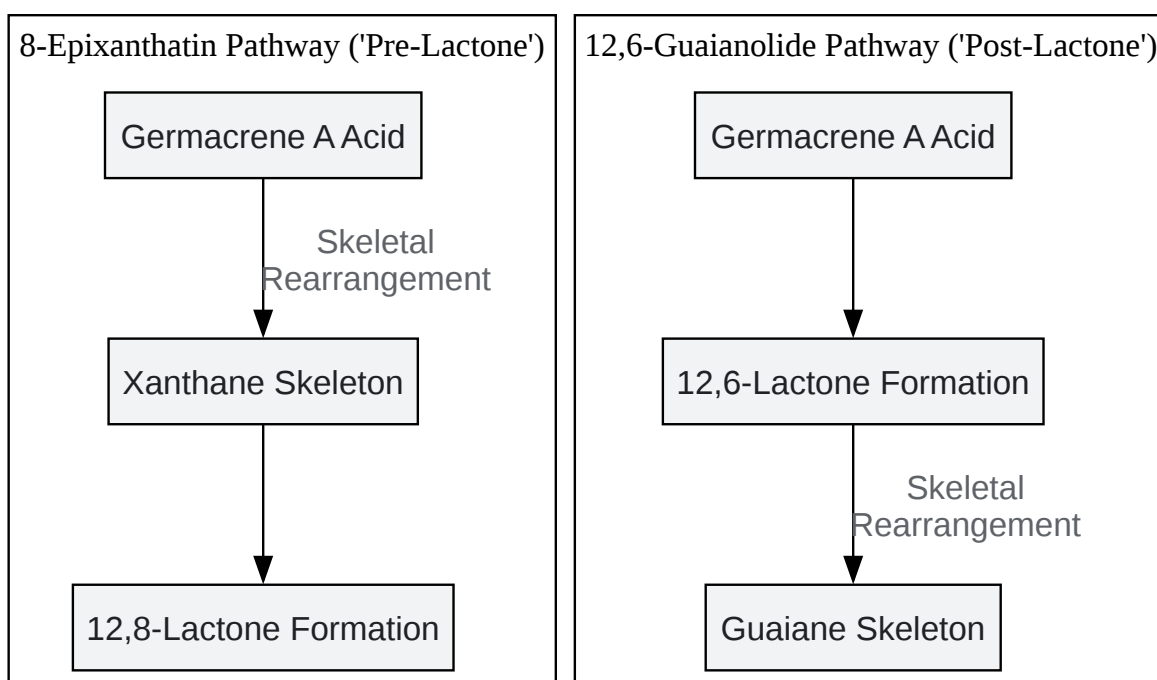 8-Epixanthatin Pathway ('Pre-Lactone')
Germacrene A Acid
Skeletal
Rearrangement
Xanthane Skeleton
12,8-Lactone Formation
12,6-Guaianolide Pathway ('Post-Lactone')
Germacrene A Acid
12,6-Lactone Formation
Skeletal
Rearrangement
Guaiane Skeleton